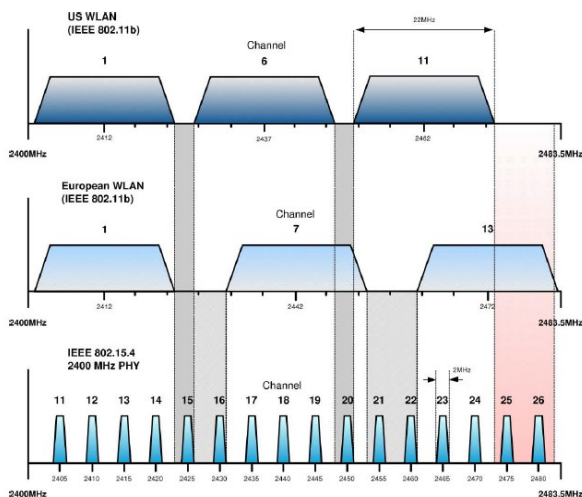 US WLAN
(IEEE 802.11b)
Channel
22MHz
1 6 11
2412 2437 2462
2400MHz 2483.5MHz
European WLAN
(IEEE 802.11b)
Channel
1 7 13
2412 2442 2472
2400MHz 2483.5MHz
IEEE 802.15.4
2400 MHz PHY
Channel
2MHz
11 12 13 14 15 16 17 18 19 20 21 22 23 24 25 26
2405 2410 2415 2420 2425 2430 2435 2440 2445 2450 2455 2460 2465 2470 2475 2480
2400MHz 2483.5MHz